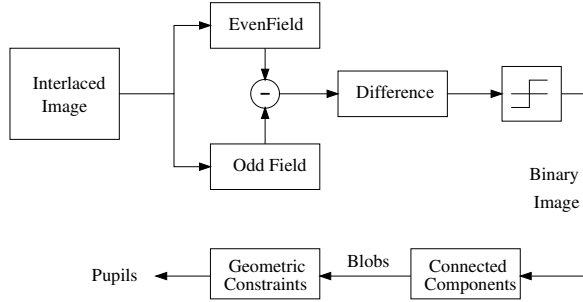 EvenField
Interlaced
Image
−
Difference
Odd Field
Binary
Image
Pupils
Geometric
Constraints
Blobs
Connected
Components